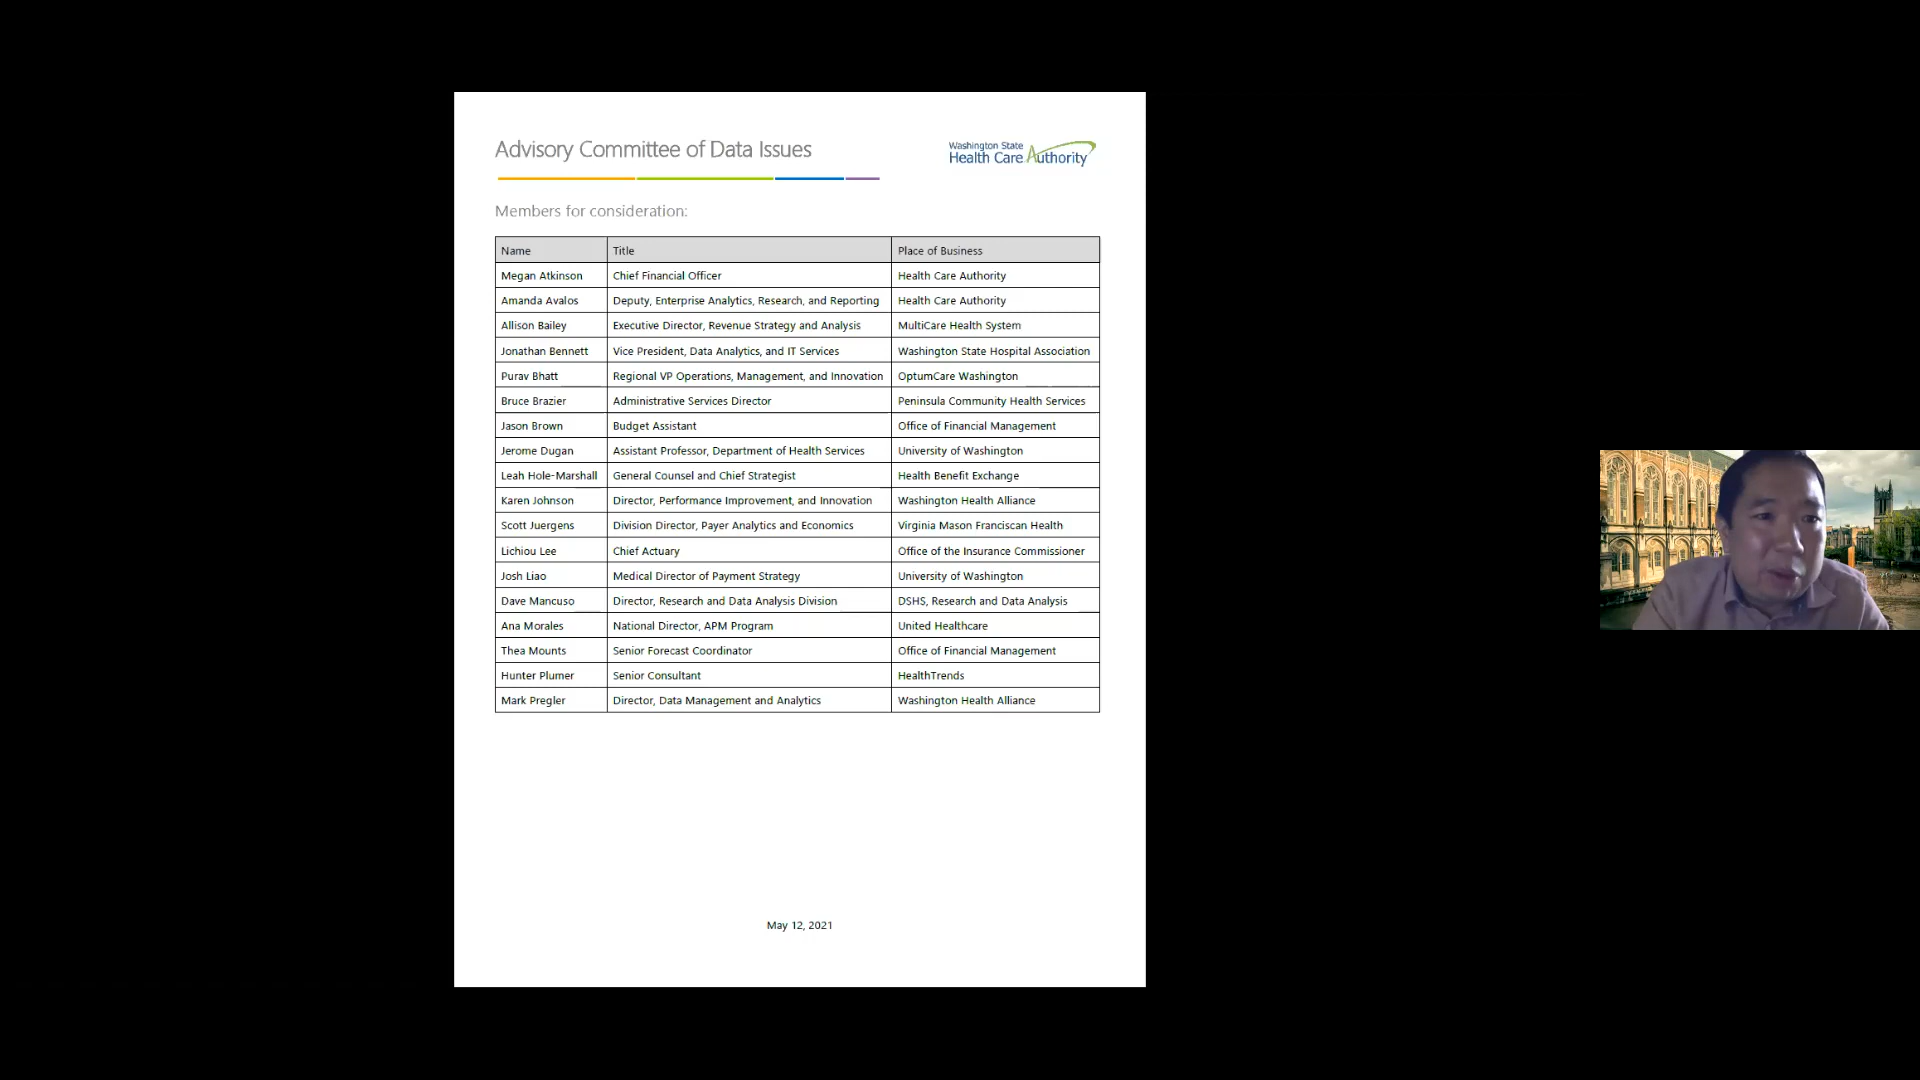 Advisory Committee of Data Issues
Washington State
Health Care Authority
Members for consideration:
Name Title Place of Business
Megan Atkinson Chief Financial Officer Health Care Authority
Amanda Avalos Deputy, Enterprise Analytics, Research, and Reporting Health Care Authority
Allison Bailey Executive Director, Revenue Strategy and Analysis MultiCare Health System
Jonathan Bennett Vice President, Data Analytics, and IT Services Washington State Hospital Association
Purav Bhatt Regional VP Operations, Management, and Innovation OptumCare Washington
Bruce Brazier Administrative Services Director Peninsula Community Health Services
Jason Brown Budget Assistant Office of Financial Management
Jerome Dugan Assistant Professor, Department of Health Services University of Washington
Leah Hole-Marshall General Counsel and Chief Strategist Health Benefit Exchange
Karen Johnson Director, Performance Improvement, and Innovation Washington Health Alliance
Scott Juergens Division Director, Payer Analytics and Economics Virginia Mason Franciscan Health
Lichiou Lee Chief Actuary Office of the Insurance Commissioner
Josh Liao Medical Director of Payment Strategy University of Washington
Dave Mancuso Director, Research and Data Analysis Division DSHS, Research and Data Analysis
Ana Morales National Director, APM Program United Healthcare
Thea Mounts Senior Forecast Coordinator Office of Financial Management
Hunter Plumer Senior Consultant HealthTrends
Mark Pregler Director, Data Management and Analytics Washington Health Alliance
May 12, 2021